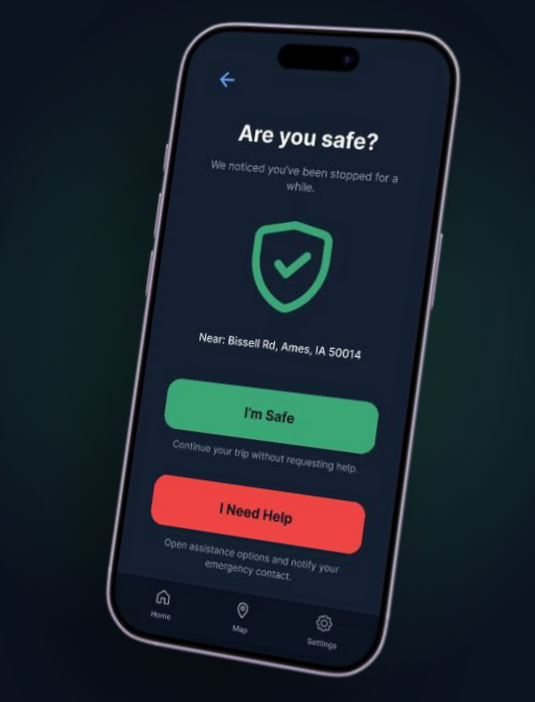 Are you safe?
We noticed you've been stopped for a
while.
Near: Bissell Rd, Ames, IA 50014
I'm Safe
Continue your trip without requesting help.
I Need Help
Open assistance options and notify your
emergency contact.
Home
Map
Settings